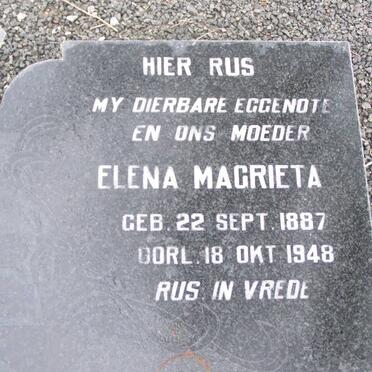 HIER RUS
MY DIERBARE EGGENOTE
EN ONS MOEDER
ELENA MAGRIETA
GEB. 22 SEPT. 1887
OORL. 18 OKT 1948
RUS IN VREDE